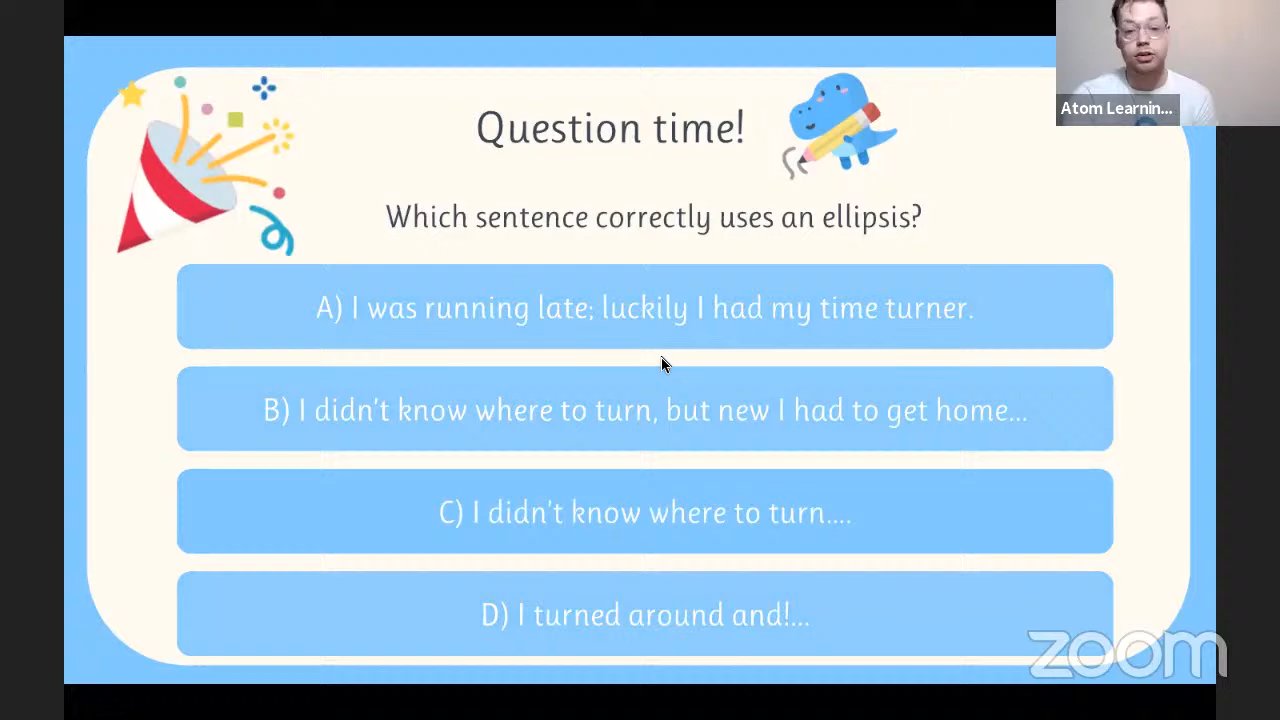 Atom Learnin...
Question time!
Which sentence correctly uses an ellipsis?
A) I was running late; luckily I had my time turner.
B) I didn't know where to turn, but new I had to get home...
C) I didn't know where to turn....
D) I turned around and!...
zoom